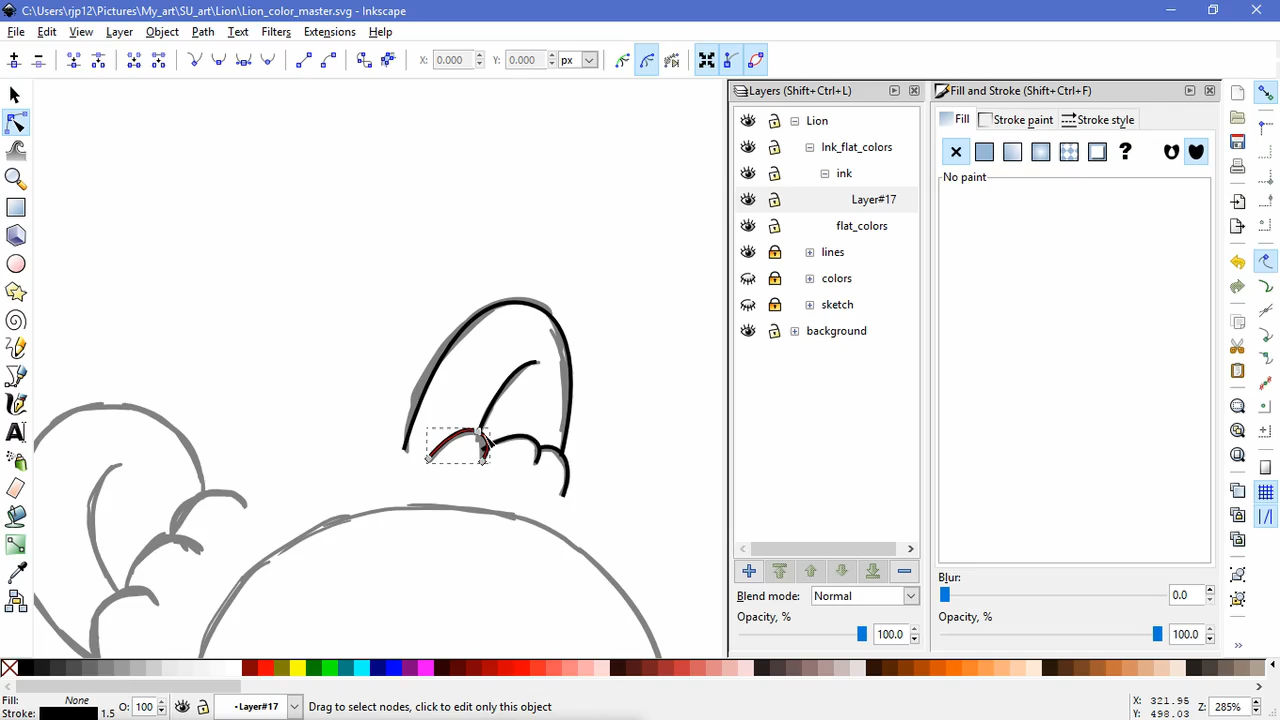 C:\Users\rjp12\Pictures\My_art\SU_art\Lion\Lion_color_master.svg - Inkscape
File Edit View Layer Object Path Text Filters Extensions Help
X: 0.000 Y: 0.000 px
Layers (Shift+Ctrl+L)
Fill and Stroke (Shift+Ctrl+F)
Lion
Fill Stroke paint Stroke style
Ink_flat_colors
ink
Layer#17
flat_colors
lines
colors
sketch
background
No paint
Blend mode: Normal
Opacity, %
100.0
Blur:
0.0
Opacity, %
100.0
Fill: None
Stroke: 1.5
O: 100
•Layer#17
Drag to select nodes, click to edit only this object
X: 321.95
Y: 498.03
Z: 285%